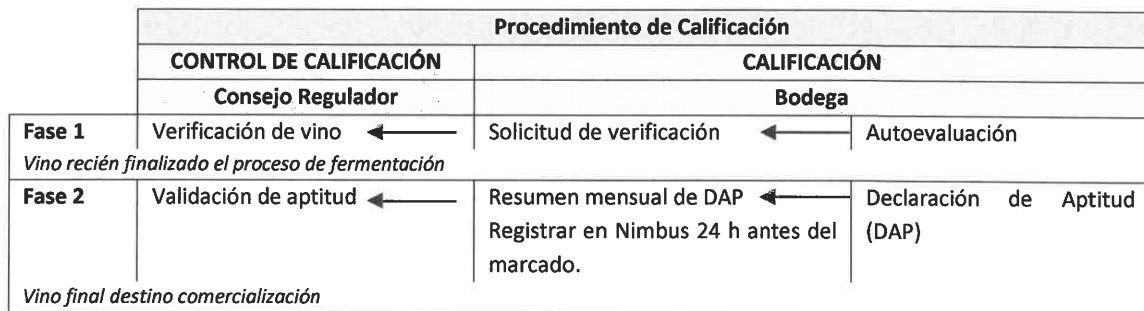 Procedimiento de Calificación
CONTROL DE CALIFICACIÓN CALIFICACIÓN
Consejo Regulador Bodega
Fase 1 Verificación de vino Solicitud de verificación Autoevaluación
Vino recién finalizado el proceso de fermentación
Fase 2 Validación de aptitud Resumen mensual de DAP Declaración de Aptitud
Registrar en Nimbus 24 h antes del (DAP)
marcado.
Vino final destino comercialización